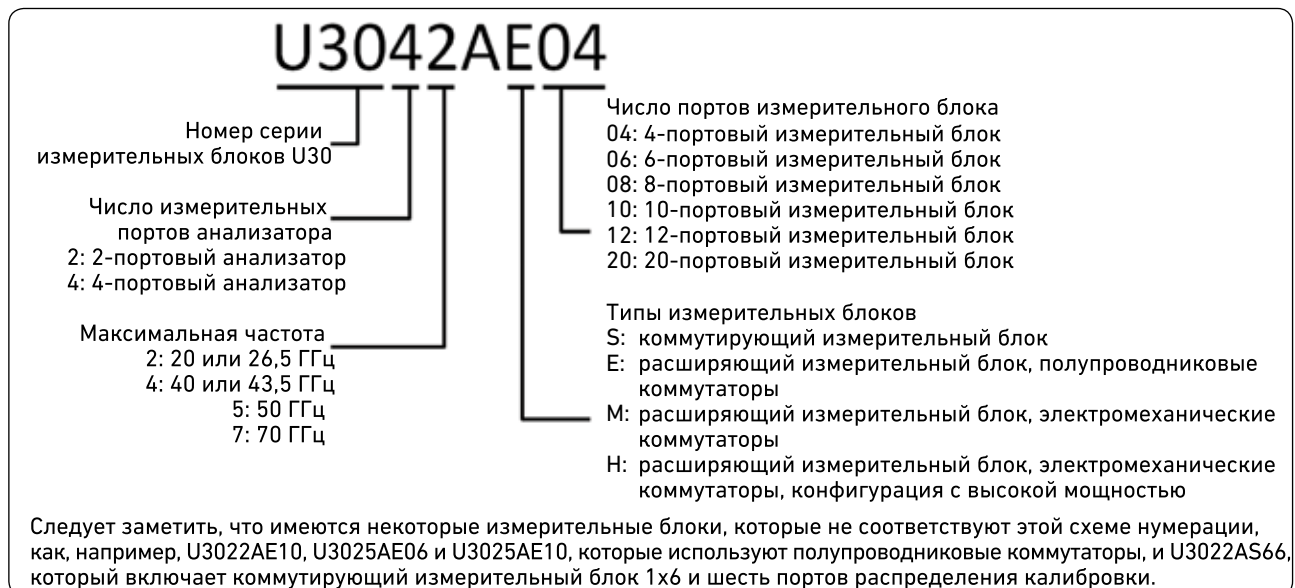 U3042AE04
Номер серии
измерительных блоков U30
Число измерительных
портов анализатора
2: 2-портовый анализатор
4: 4-портовый анализатор
Максимальная частота
2: 20 или 26,5 ГГц
4: 40 или 43,5 ГГц
5: 50 ГГц
7: 70 ГГц
Число портов измерительного блока
04: 4-портовый измерительный блок
06: 6-портовый измерительный блок
08: 8-портовый измерительный блок
10: 10-портовый измерительный блок
12: 12-портовый измерительный блок
20: 20-портовый измерительный блок
Типы измерительных блоков
S: коммутирующий измерительный блок
E: расширяющий измерительный блок, полупроводниковые
коммутаторы
M: расширяющий измерительный блок, электромеханические
коммутаторы
H: расширяющий измерительный блок, электромеханические
коммутаторы, конфигурация с высокой мощностью
Следует заметить, что имеются некоторые измерительные блоки, которые не соответствуют этой схеме нумерации,
как, например, U3022AE10, U3025AE06 и U3025AE10, которые используют полупроводниковые коммутаторы, и U3022AS66,
который включает коммутирующий измерительный блок 1x6 и шесть портов распределения калибровки.